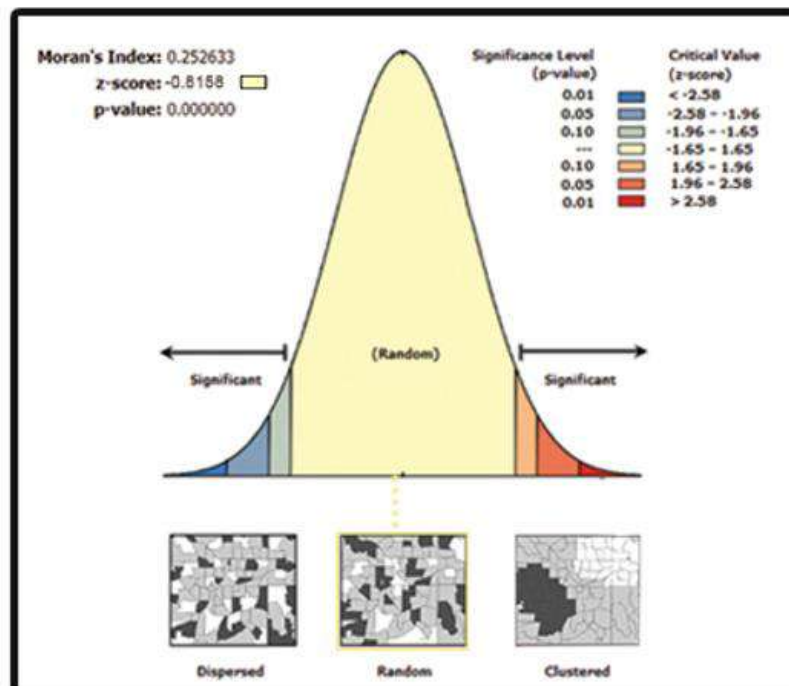 Moran's Index: 0.252633
z-score: -0.8188
p-value: 0.000000
Significance Level
(p-value)
Critical Value
(z-score)
0.01 < -2.58
0.05 -2.58 – -1.96
0.10 -1.96 – -1.65
--- -1.65 – 1.65
0.10 1.65 – 1.96
0.05 1.96 – 2.58
0.01 > 2.58
(Random)
Significant
Significant
Dispersed
Random
Clustered